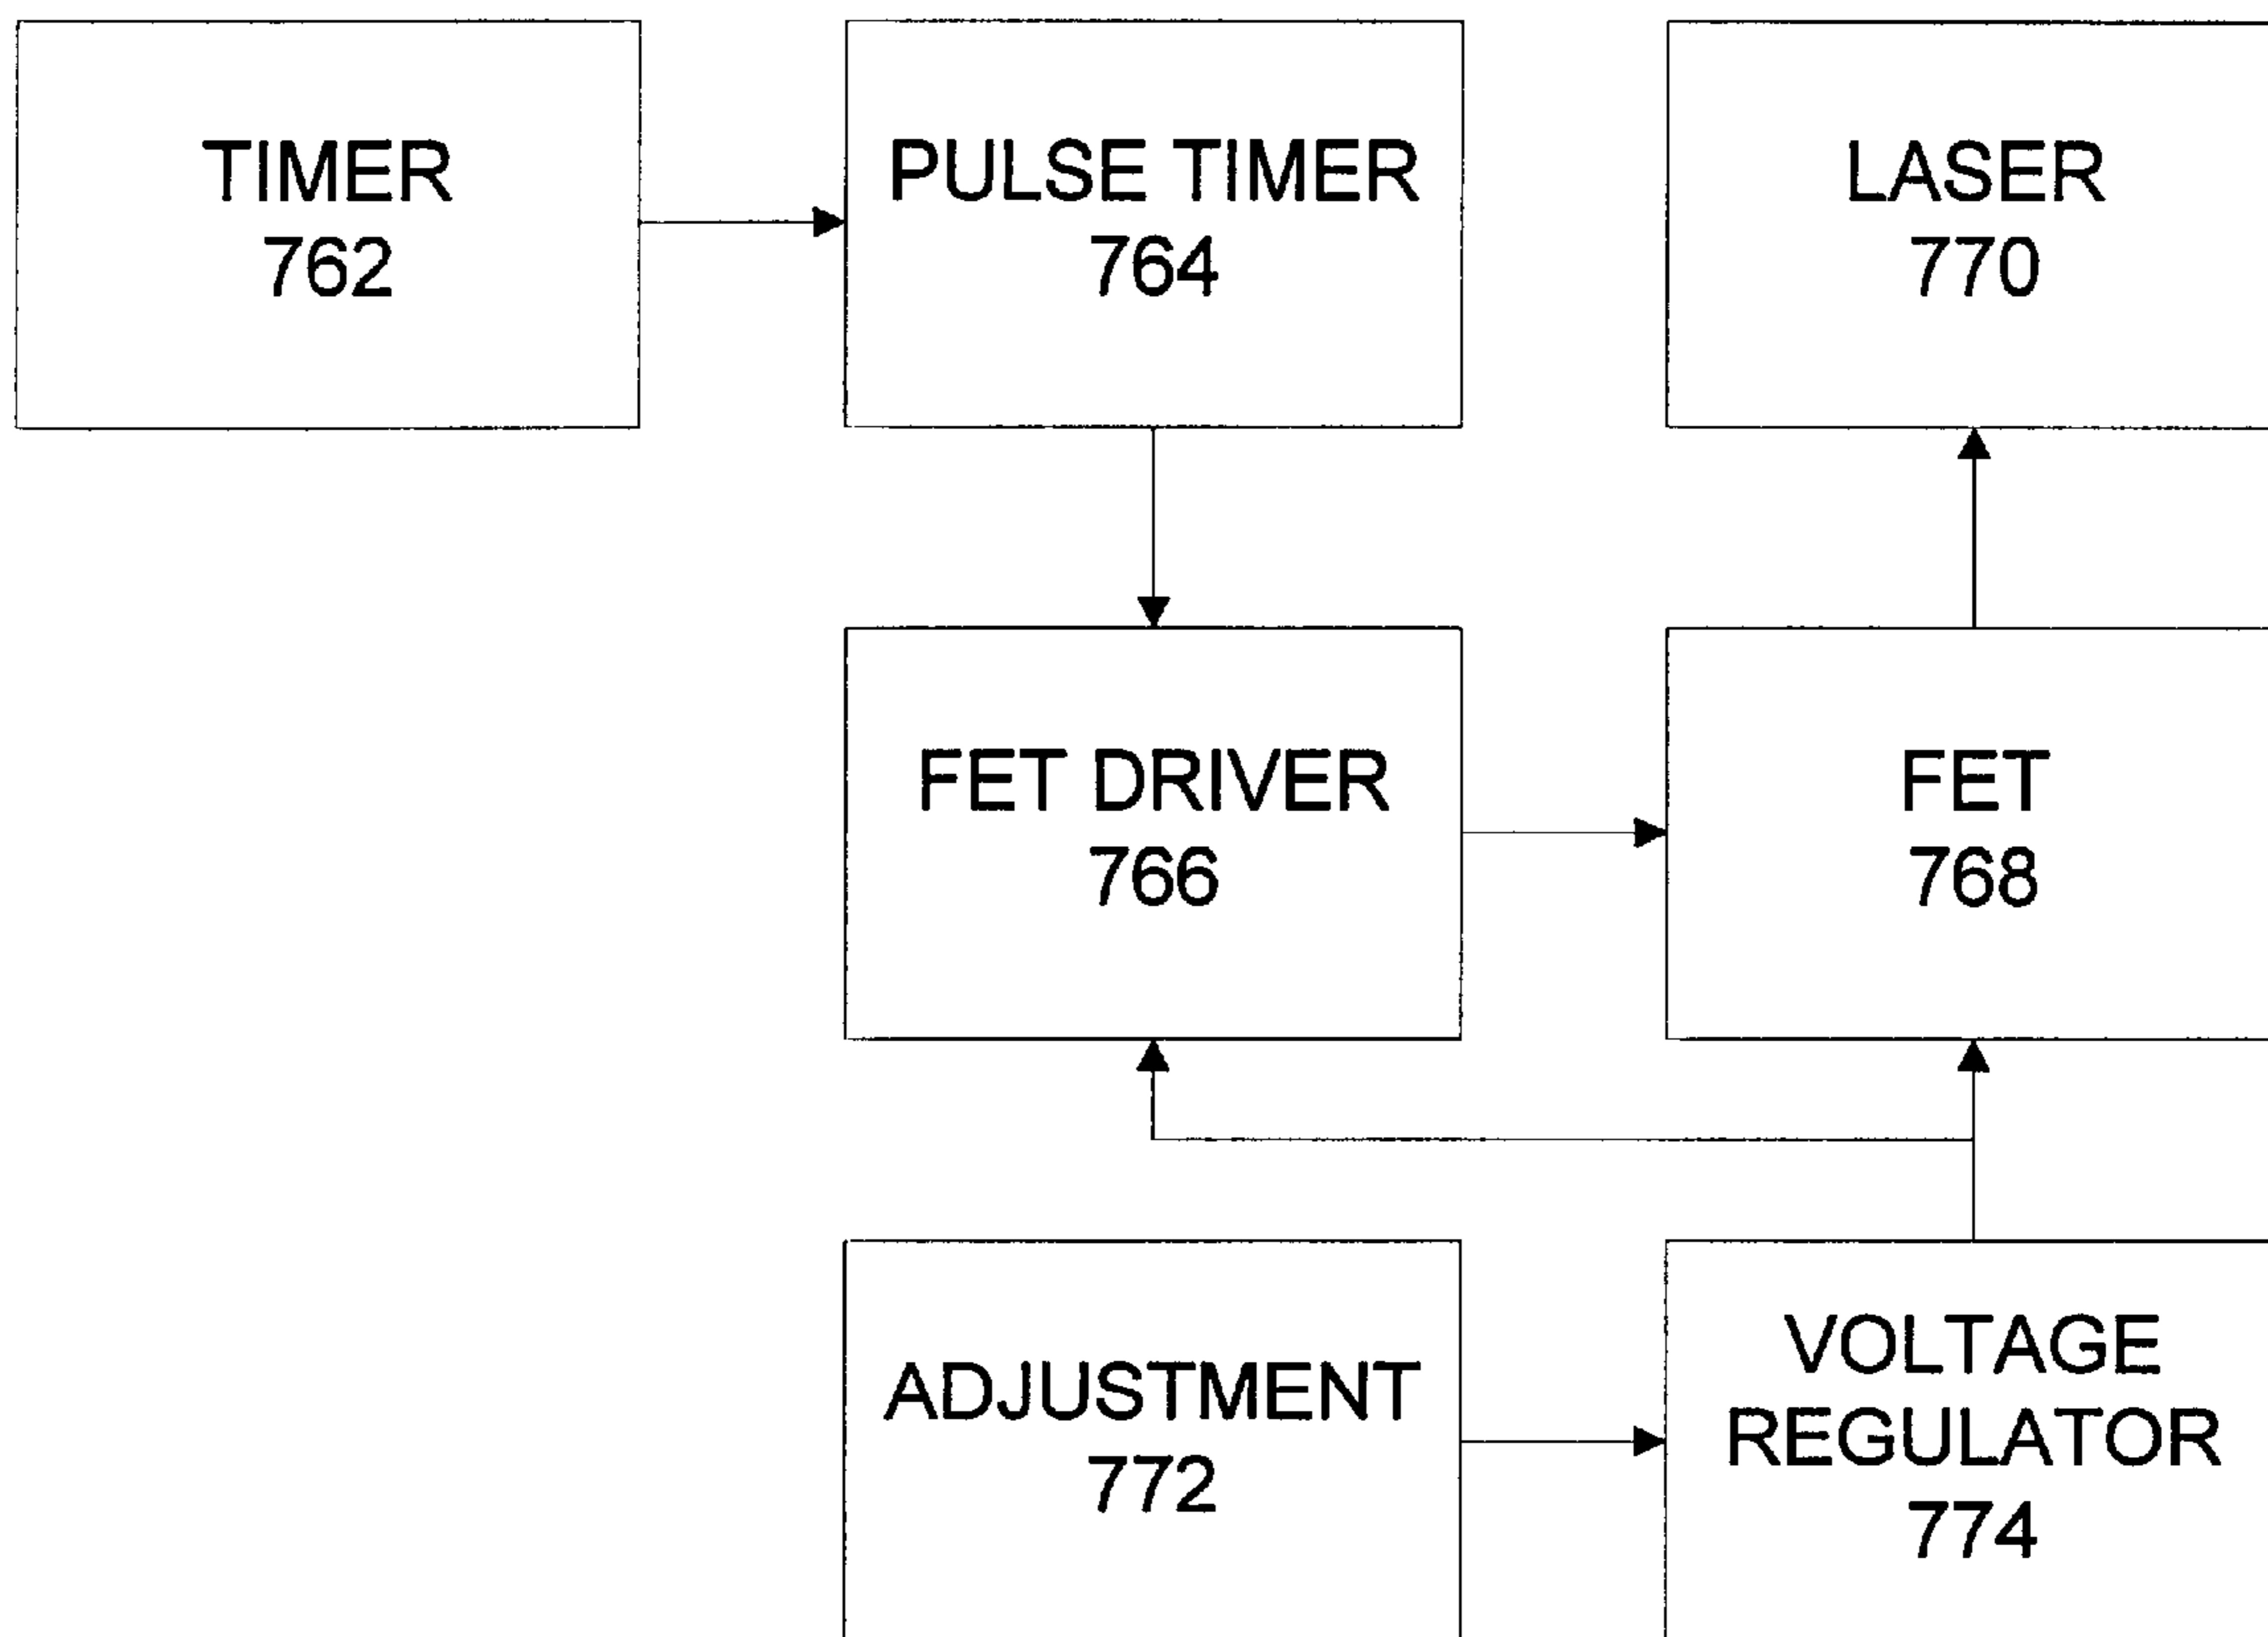 TIMER
762
PULSE TIMER
764
LASER
770
FET DRIVER
766
FET
768
ADJUSTMENT
772
VOLTAGE
REGULATOR
774